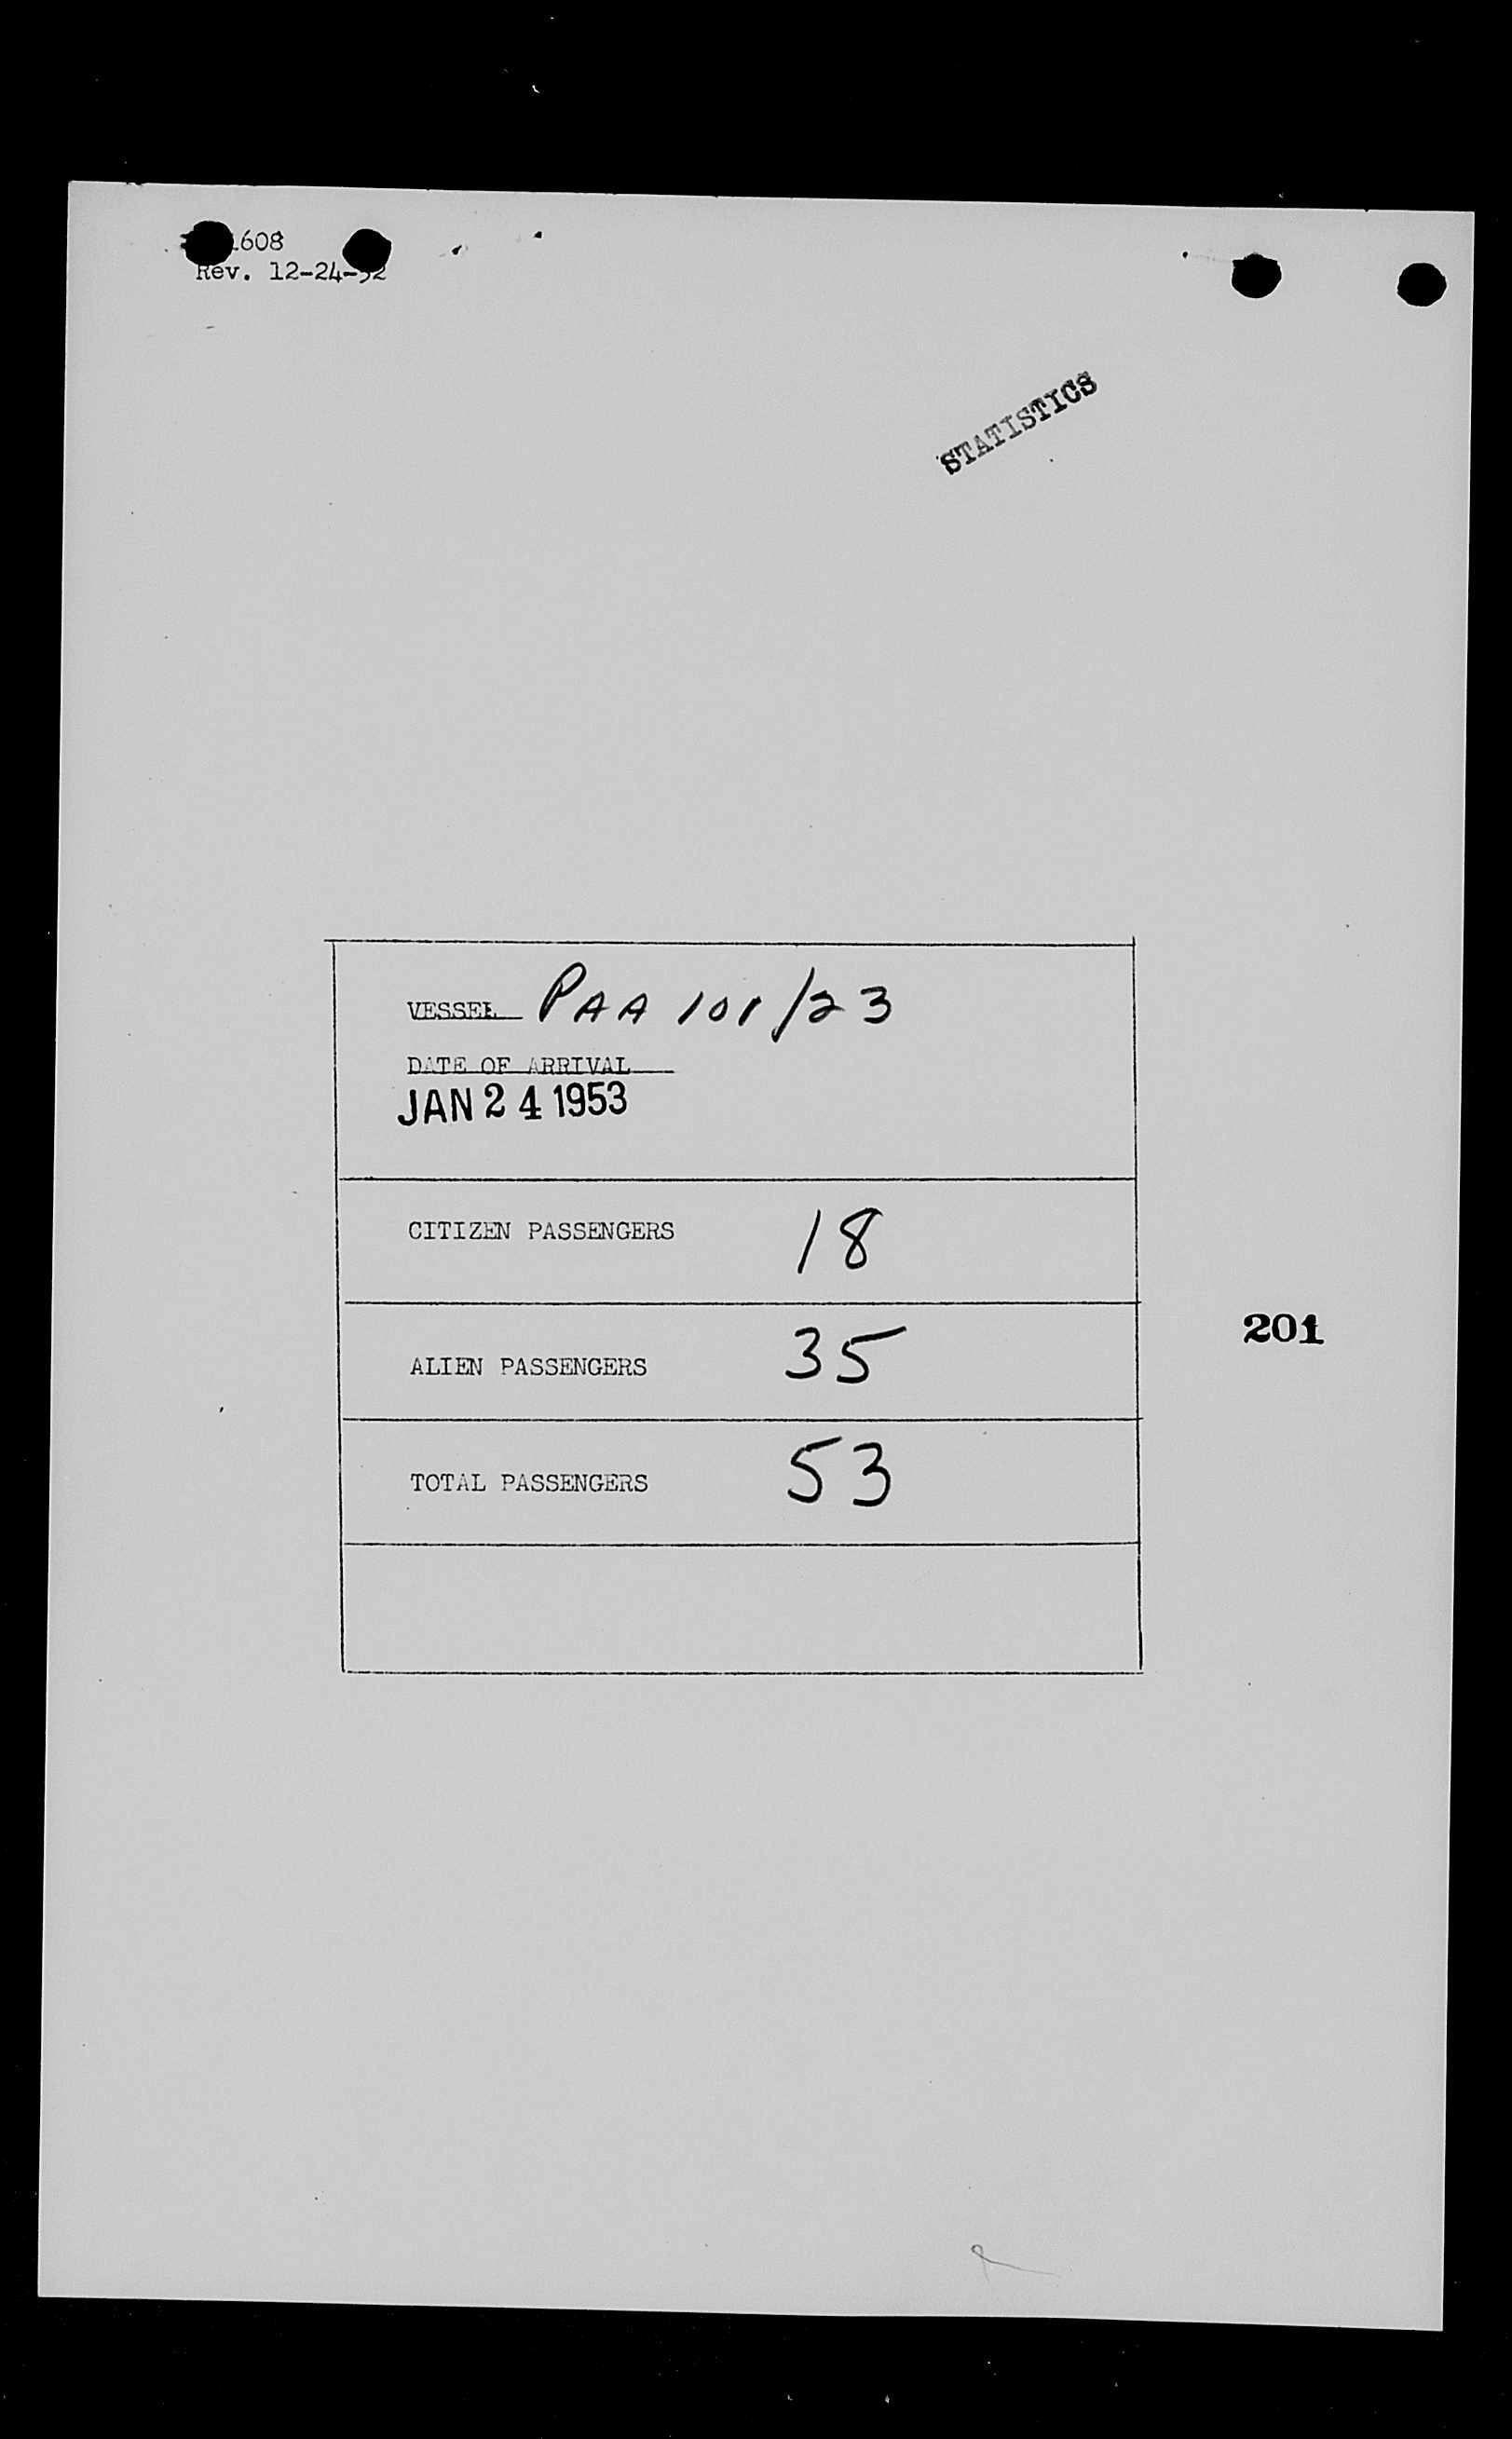 608
Rev. 12-24-52
STATISTICS
VESSEL PAA 101/23
DATE OF ARRIVAL
JAN 24 1953
CITIZEN PASSENGERS 18
ALIEN PASSENGERS 35
201
TOTAL PASSENGERS 53